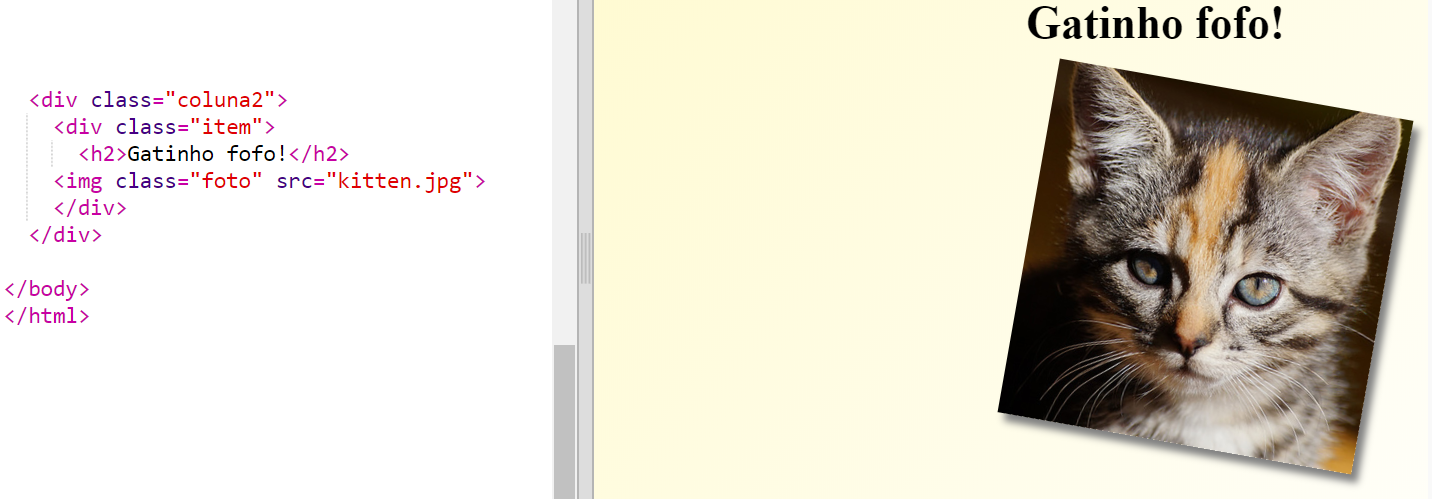 <div class="coluna2">
<div class="item">
<h2>Gatinho fofo!</h2>
<img class="foto" src="kitten.jpg">
</div>
</div>
</body>
</html>
Gatinho fofo!